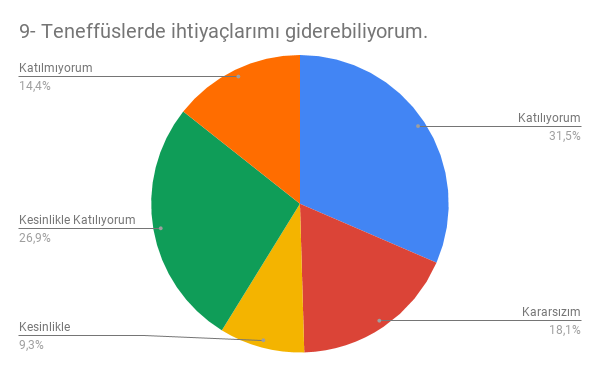 9- Teneffüslerde ihtiyaçlarımı giderebiliyorum.
Katılmıyorum
14,4%
Katılıyorum
31,5%
Kesinlikle Katılıyorum
26,9%
Kararsızım
18,1%
Kesinlikle
9,3%